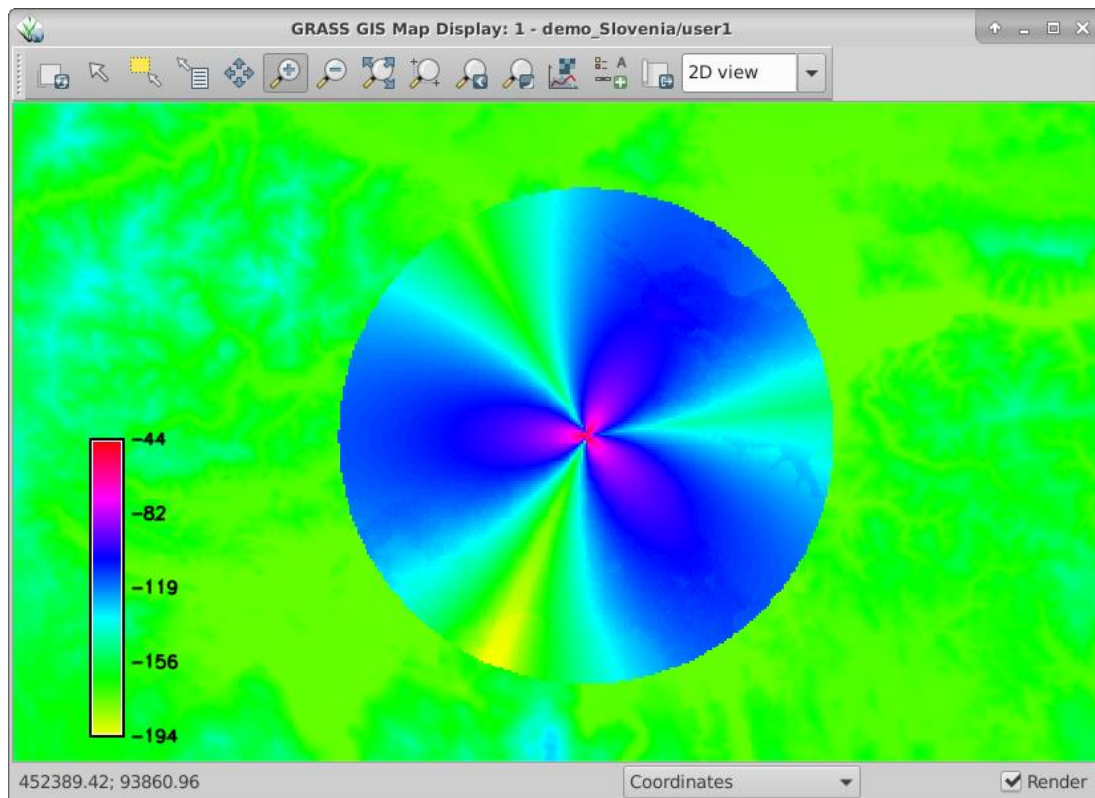 GRASS GIS Map Display: 1 - demo_Slovenia/user1
2D view
-44
-82
-119
-156
-194
452389.42; 93860.96
Coordinates
Render